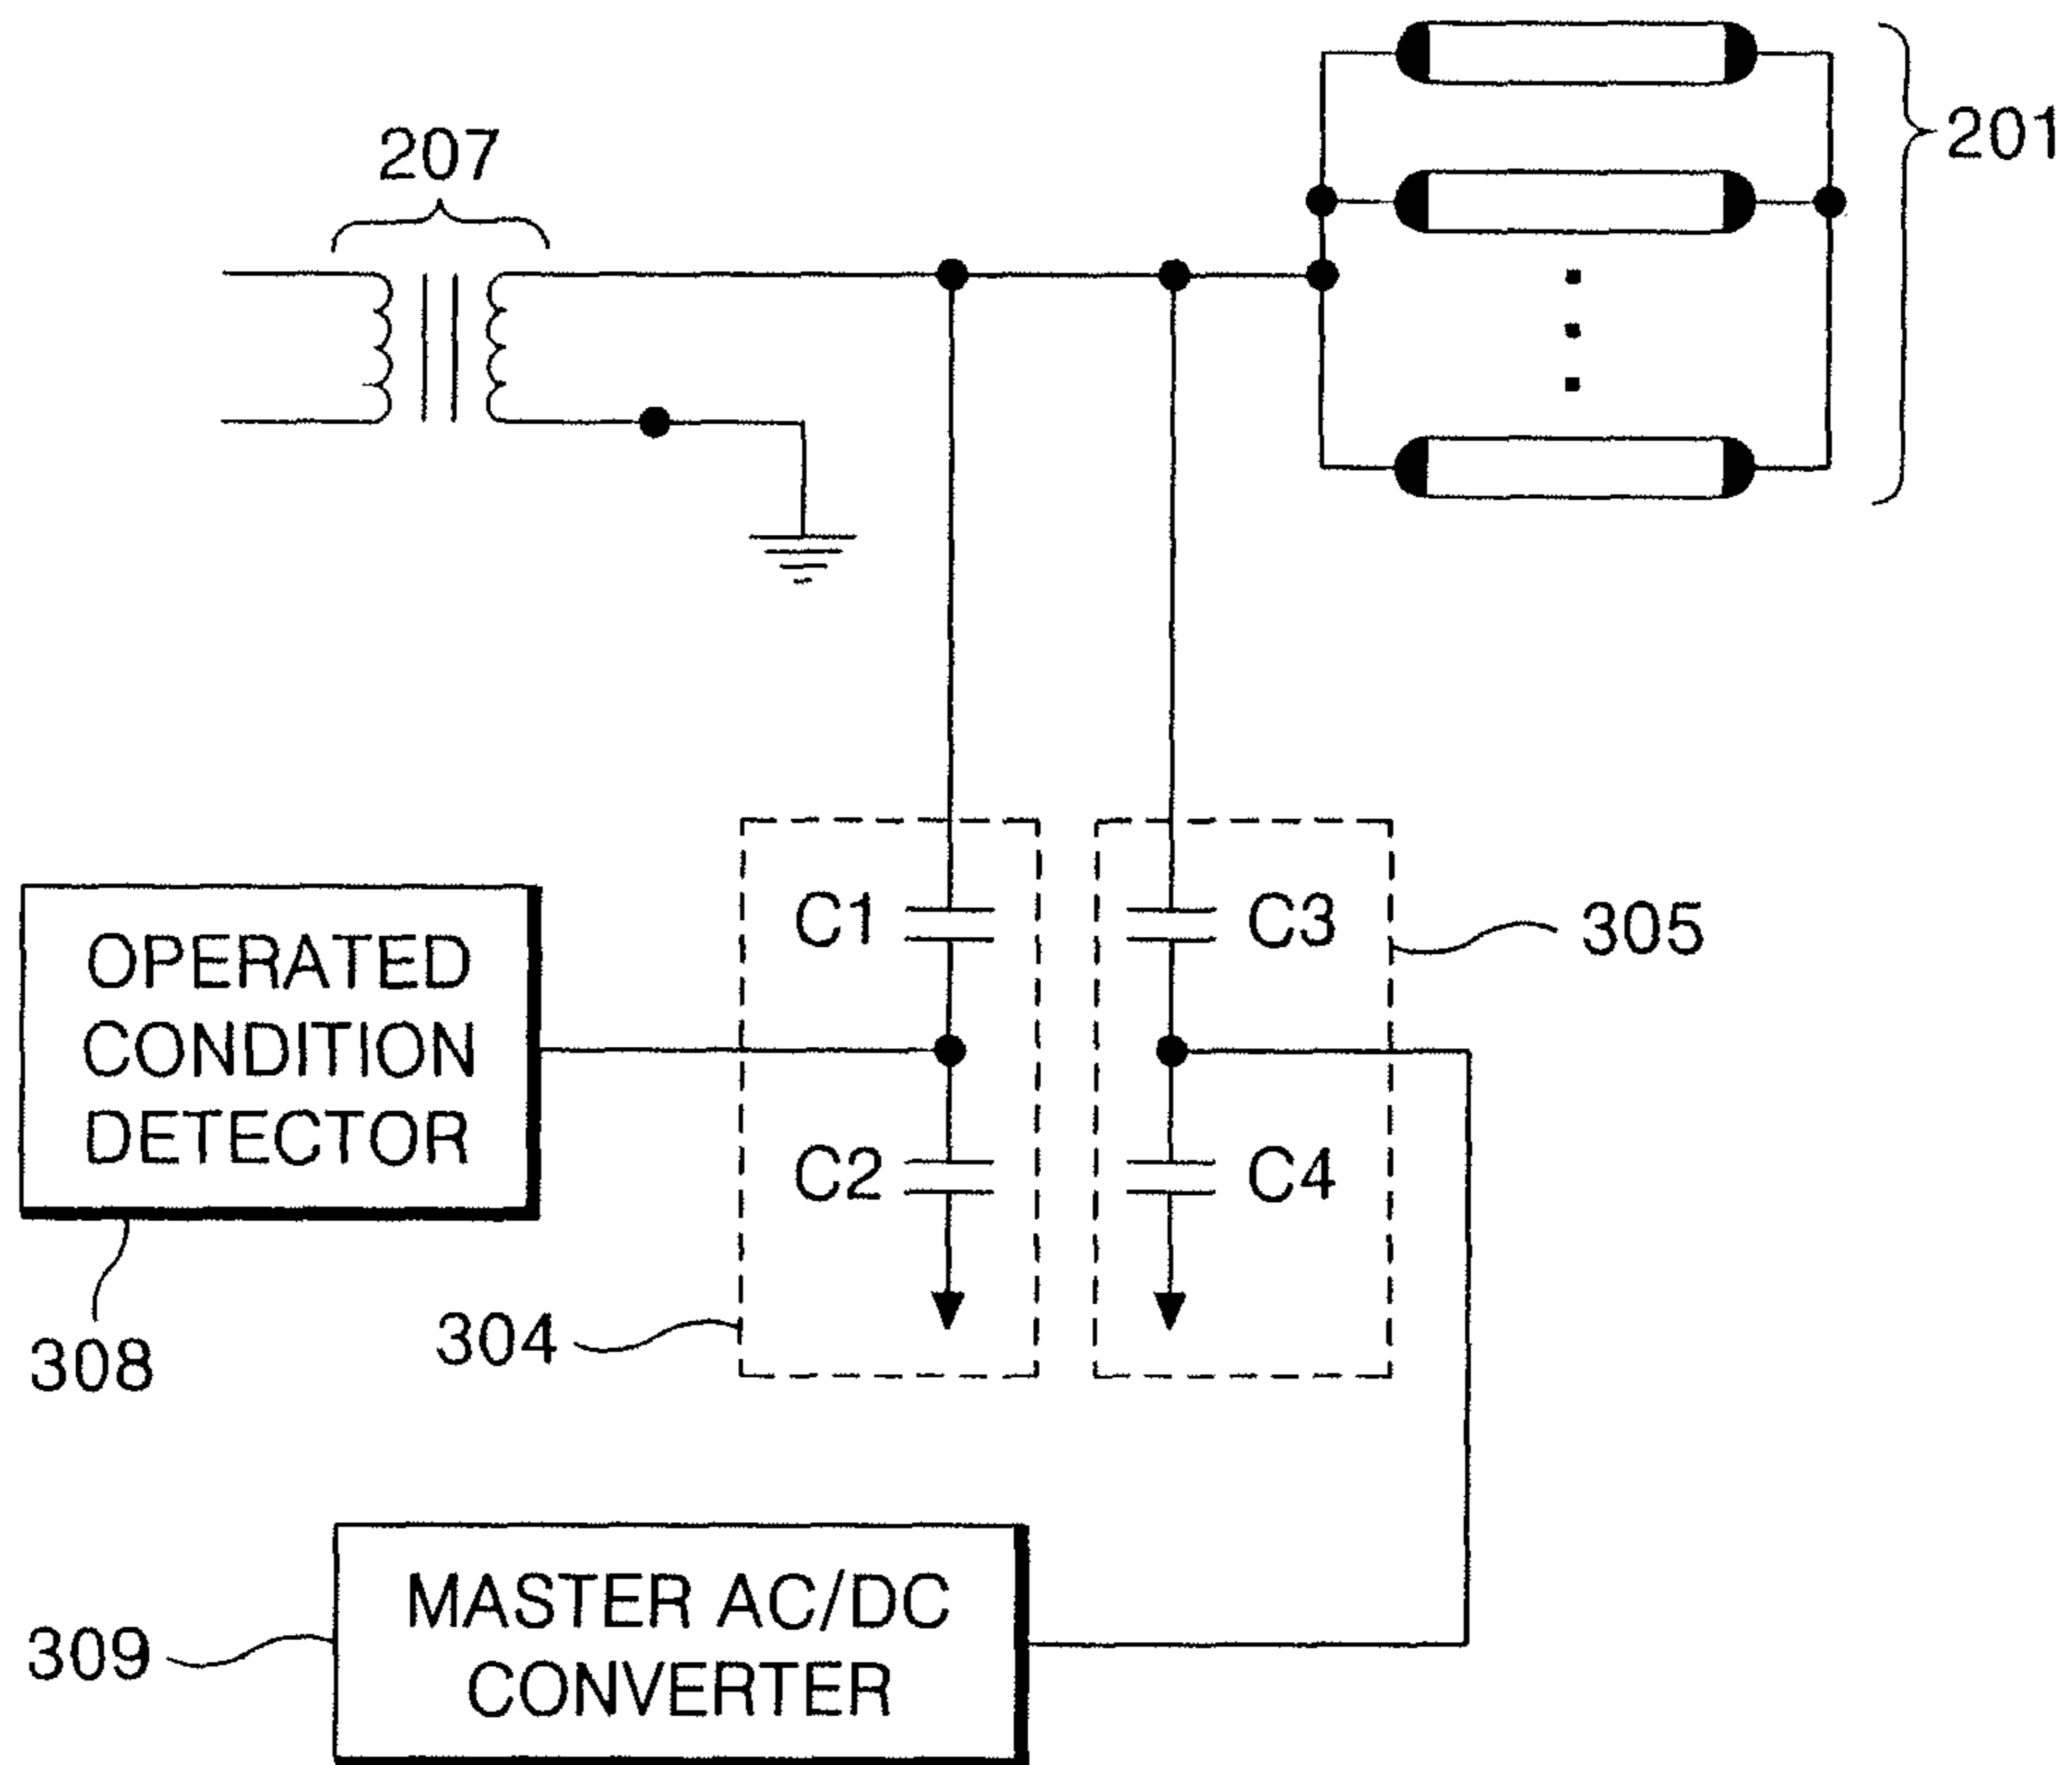 201
207
C1
C3
305
OPERATED
CONDITION
DETECTOR
C2
C4
304
308
MASTER AC/DC
CONVERTER
309